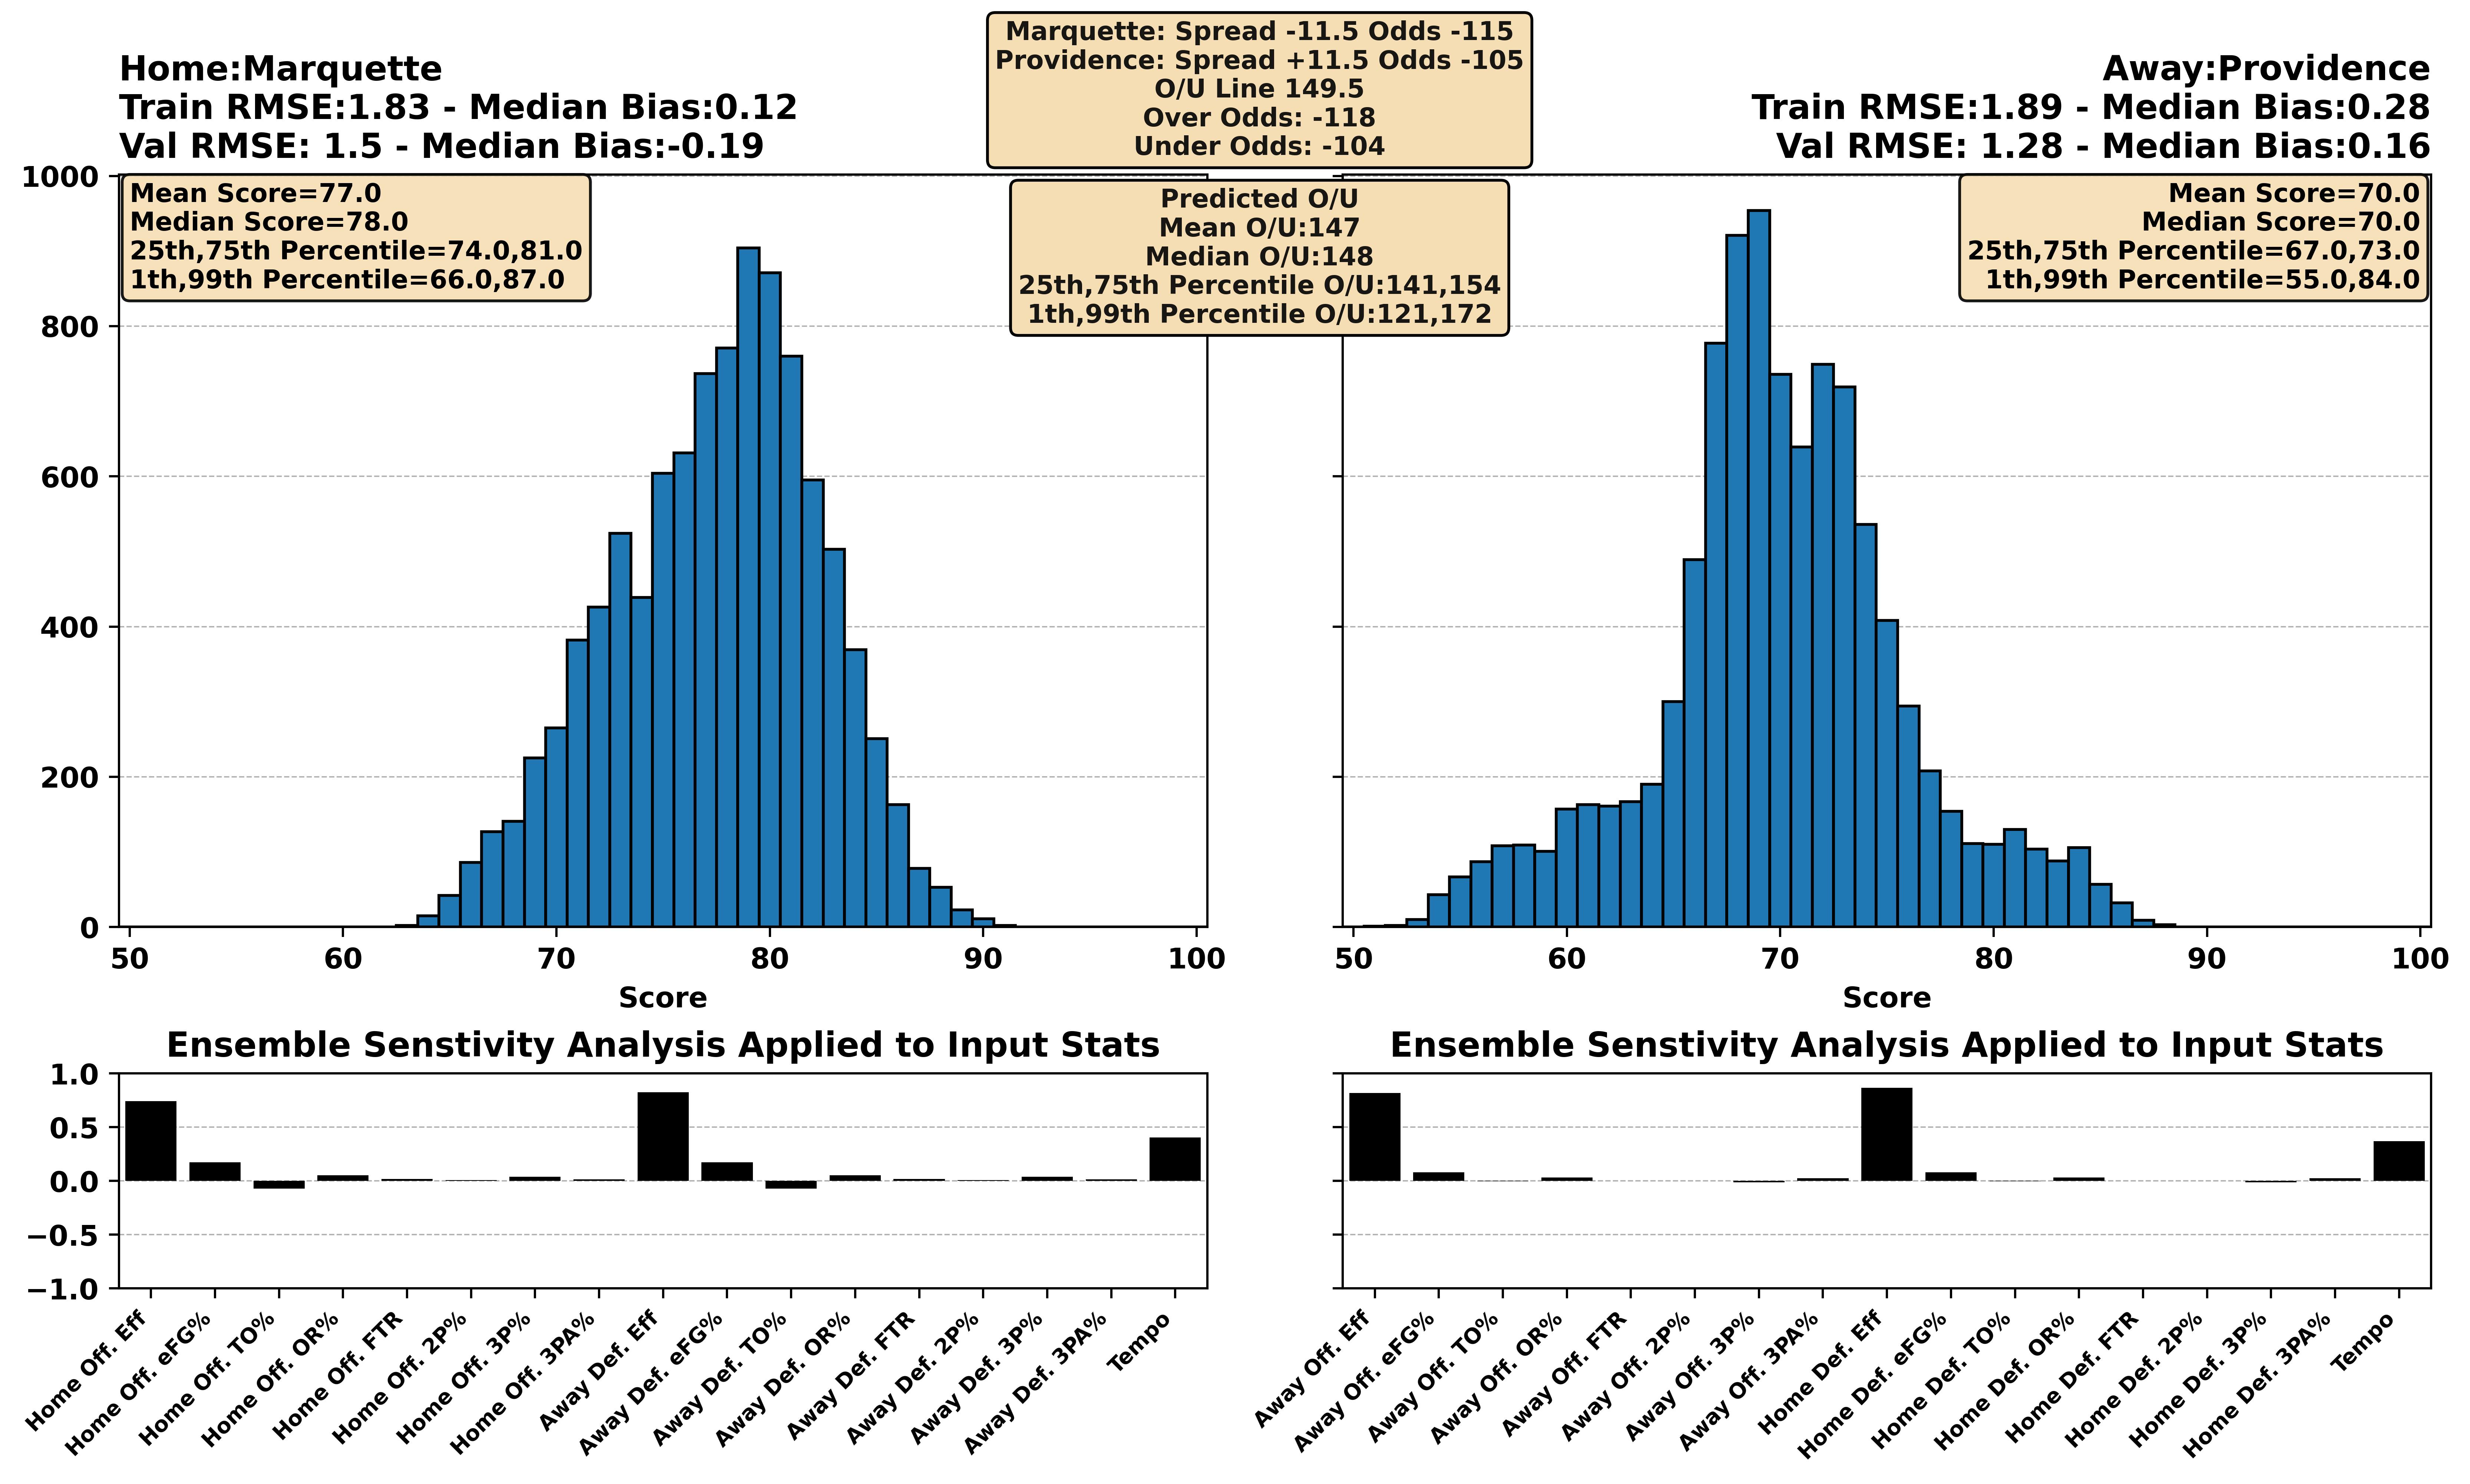 Marquette: Spread -11.5 Odds -115
Providence: Spread +11.5 Odds -105
O/U Line 149.5
Over Odds: -118
Under Odds: -104
Home:Marquette
Train RMSE:1.83 - Median Bias:0.12
Val RMSE: 1.5 - Median Bias:-0.19
Away:Providence
Train RMSE:1.89 - Median Bias:0.28
Val RMSE: 1.28 - Median Bias:0.16
Mean Score=77.0
Median Score=78.0
25th,75th Percentile=74.0,81.0
1th,99th Percentile=66.0,87.0
Predicted O/U
Mean O/U:147
Median O/U:148
25th,75th Percentile O/U:141,154
1th,99th Percentile O/U:121,172
Mean Score=70.0
Median Score=70.0
25th,75th Percentile=67.0,73.0
1th,99th Percentile=55.0,84.0
1000
800
600
400
200
0
50 60 70 80 90 100
Score
50 60 70 80 90 100
Score
Ensemble Senstivity Analysis Applied to Input Stats
1.0
0.5
0.0
−0.5
−1.0
Home Off. Eff
Home Off. eFG%
Home Off. TO%
Home Off. OR%
Home Off. FTR
Home Off. 2P%
Home Off. 3P%
Home Off. 3PA%
Away Def. Eff
Away Def. eFG%
Away Def. TO%
Away Def. OR%
Away Def. FTR
Away Def. 2P%
Away Def. 3P%
Away Def. 3PA%
Tempo
Ensemble Senstivity Analysis Applied to Input Stats
Away Off. Eff
Away Off. eFG%
Away Off. TO%
Away Off. OR%
Away Off. FTR
Away Off. 2P%
Away Off. 3P%
Away Off. 3PA%
Home Def. Eff
Home Def. eFG%
Home Def. TO%
Home Def. OR%
Home Def. FTR
Home Def. 2P%
Home Def. 3P%
Home Def. 3PA%
Tempo